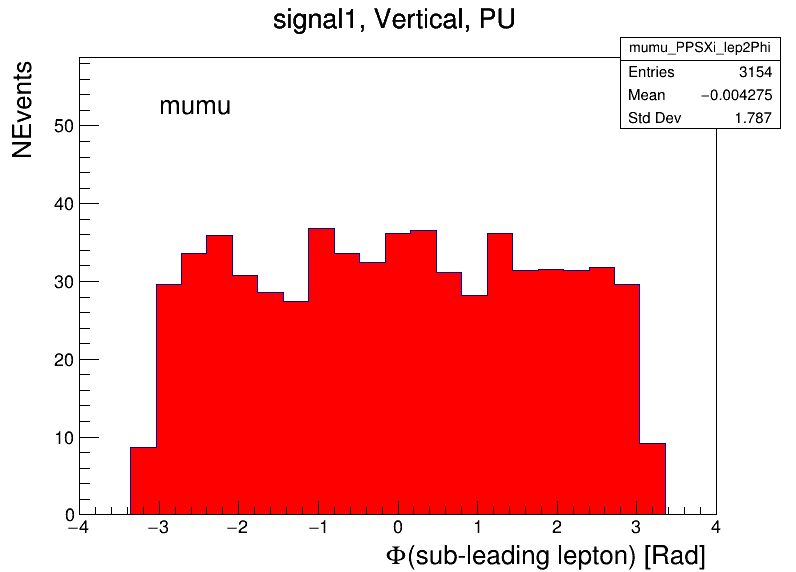 signal1, Vertical, PU
mumu_PPSXi_lep2Phi
Entries 3154
Mean −0.004275
Std Dev 1.787
NEvents
mumu
50
40
30
20
10
0
−4 −3 −2 −1 0 1 2 3 4
Φ(sub-leading lepton) [Rad]